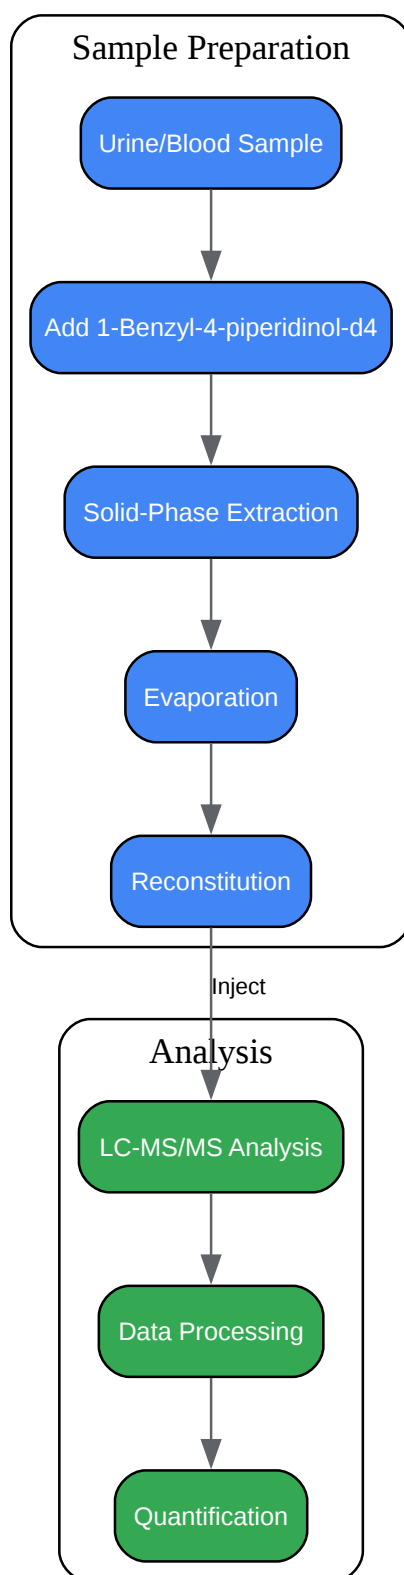 Sample Preparation
Urine/Blood Sample
Add 1-Benzyl-4-piperidinol-d4
Solid-Phase Extraction
Evaporation
Reconstitution
Inject
Analysis
LC-MS/MS Analysis
Data Processing
Quantification